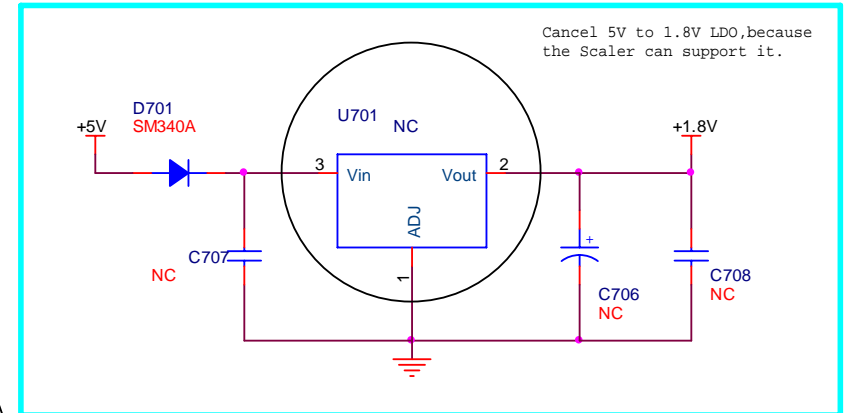 Cancel 5V to 1.8V LDO,because
the Scaler can support it.
D701
SM340A
+5V
U701
NC
+1.8V
3
Vin
Vout
2
ADJ
1
C707
NC
+
C706
NC
C708
NC